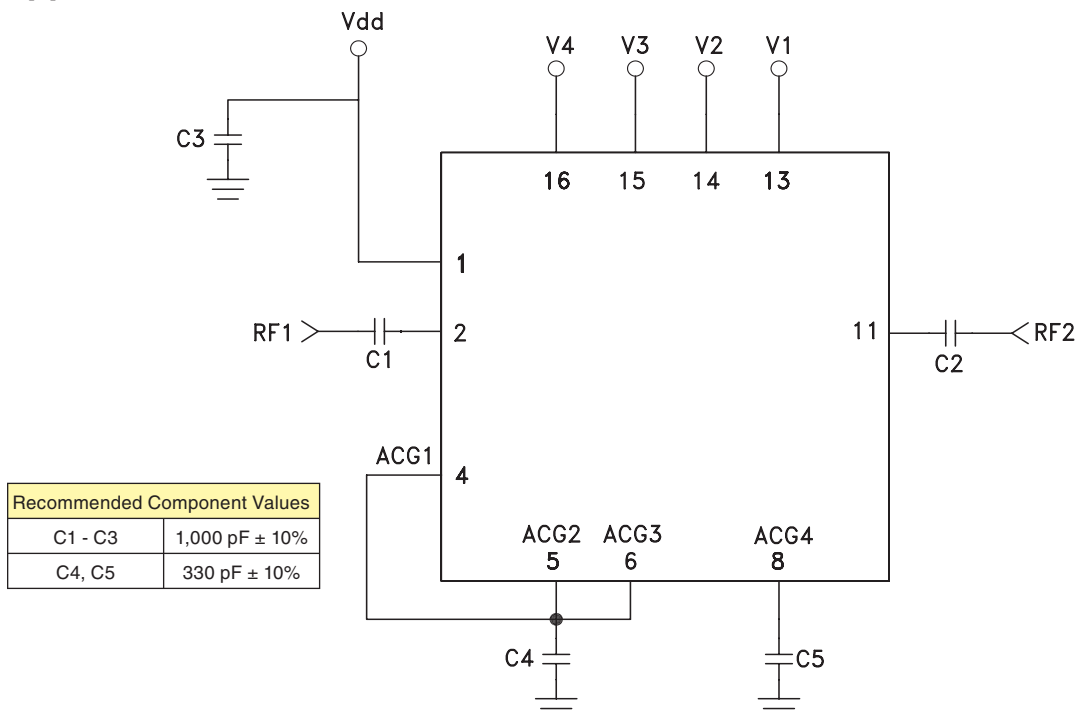 Vdd
V4 V3 V2 V1
C3
16 15 14 13
1
RF1
C1
2
11
C2
RF2
ACG1
4
Recommended Component Values
C1 - C3 1,000 pF ± 10%
C4, C5 330 pF ± 10%
ACG2 ACG3 ACG4
5 6 8
C4 C5